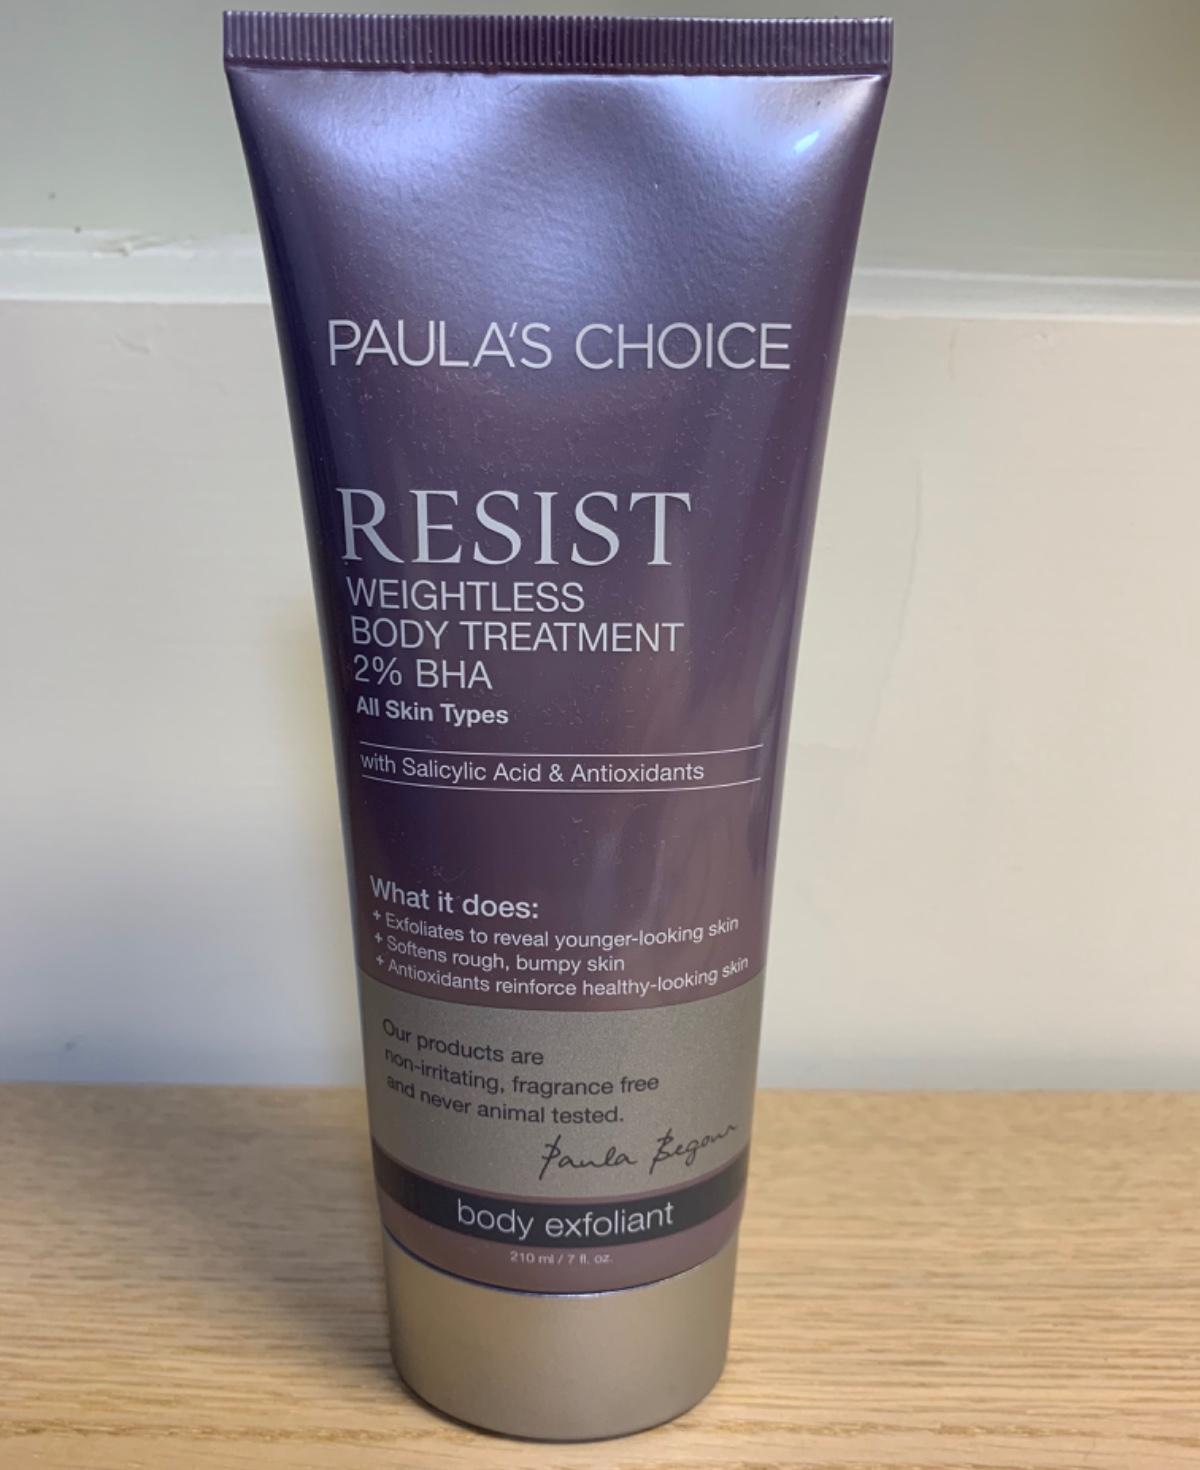 PAULA'S CHOICE
RESIST
WEIGHTLESS
BODY TREATMENT
2% BHA
All Skin Types
with Salicylic Acid & Antioxidants
What it does:
+ Exfoliates to reveal younger-looking skin
+ Softens rough, bumpy skin
+ Antioxidants reinforce healthy-looking skin
Our products are
non-irritating, fragrance free
and never animal tested.
Paula Begoun
body exfoliant
210 ml / 7 fl. oz.